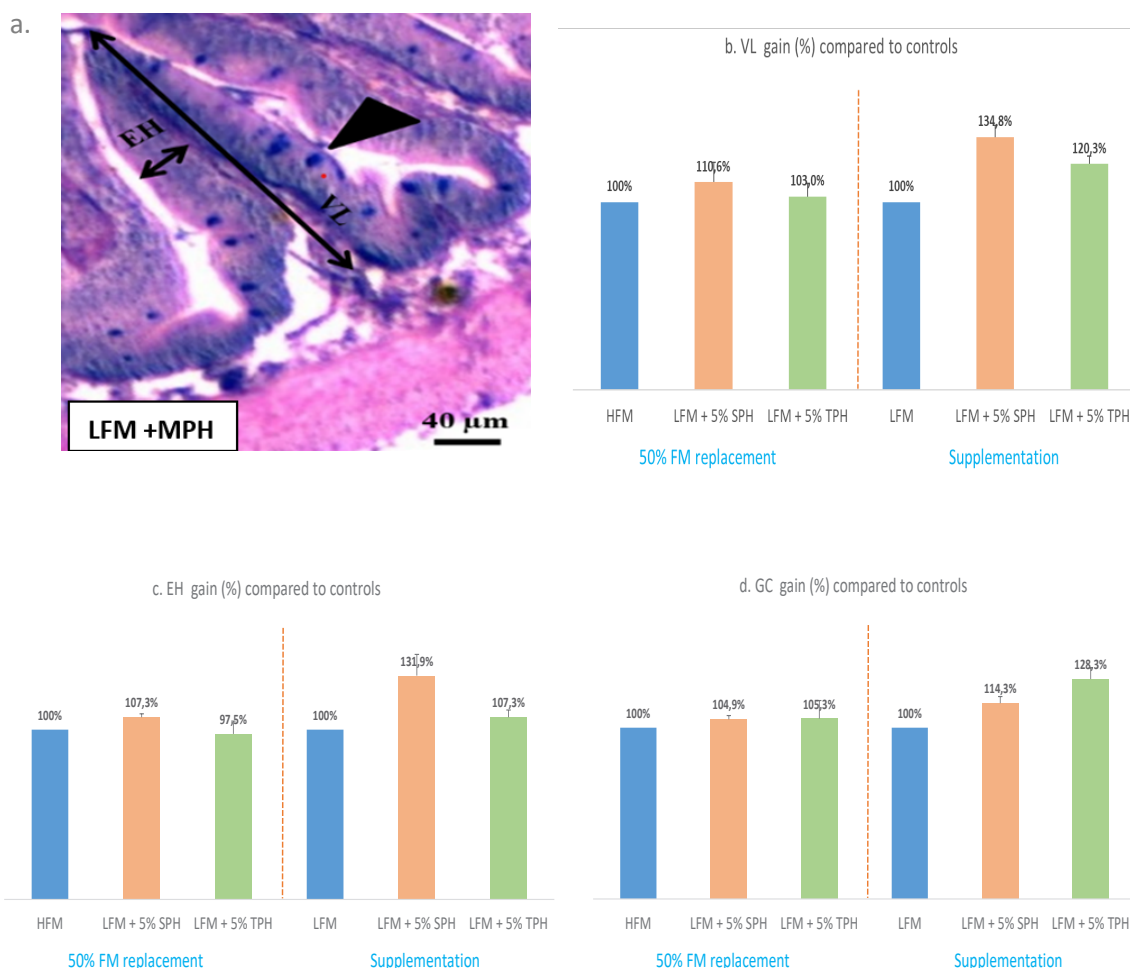 a.
EH
VL
LFM +MPH
40 µm
b. VL gain (%) compared to controls
100%
110,6%
103,0%
100%
134,8%
120,3%
HFM LFM + 5% SPH LFM + 5% TPH LFM LFM + 5% SPH LFM + 5% TPH
50% FM replacement Supplementation
c. EH gain (%) compared to controls
100%
107,3%
97,5%
100%
131,9%
107,3%
HFM LFM + 5% SPH LFM + 5% TPH LFM LFM + 5% SPH LFM + 5% TPH
50% FM replacement Supplementation
d. GC gain (%) compared to controls
100%
104,9%
105,3%
100%
114,3%
128,3%
HFM LFM + 5% SPH LFM + 5% TPH LFM LFM + 5% SPH LFM + 5% TPH
50% FM replacement Supplementation